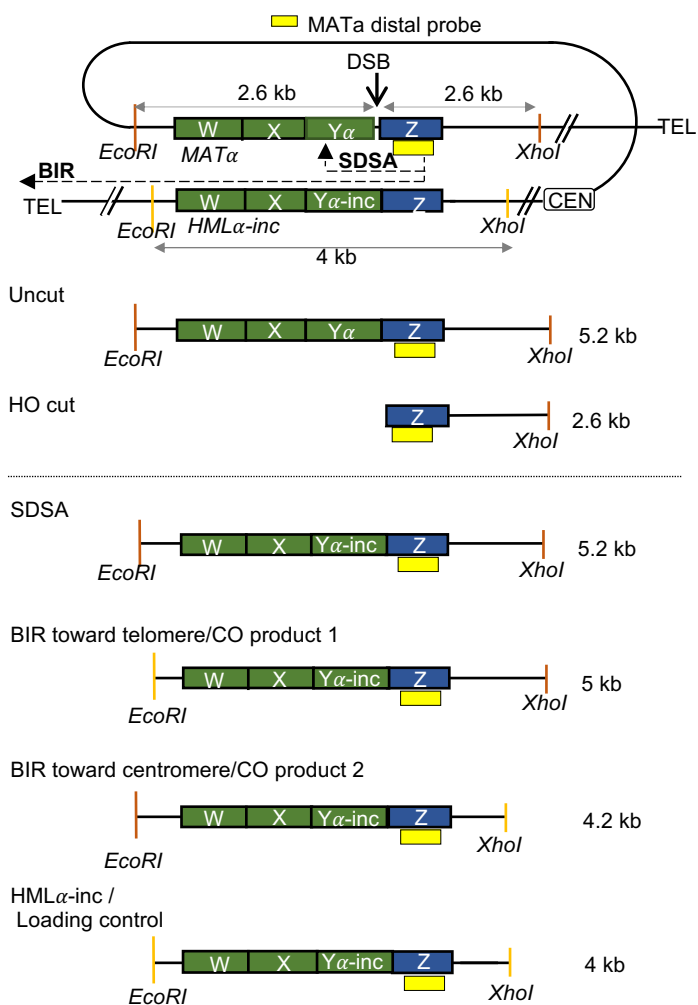 MATa distal probe
DSB
2.6 kb 2.6 kb
W X Yα Z
TEL
EcoRI MATα SDSA XhoI
BIR
TEL W X Yα-inc Z CEN
EcoRI HMLα-inc XhoI
4 kb
Uncut
W X Yα Z
EcoRI XhoI 5.2 kb
HO cut
Z
XhoI 2.6 kb
SDSA
W X Yα-inc Z 5.2 kb
EcoRI XhoI
BIR toward telomere/CO product 1
W X Yα-inc Z 5 kb
EcoRI XhoI
BIR toward centromere/CO product 2
W X Yα-inc Z 4.2 kb
EcoRI XhoI
HMLα-inc /
Loading control
W X Yα-inc Z 4 kb
EcoRI XhoI